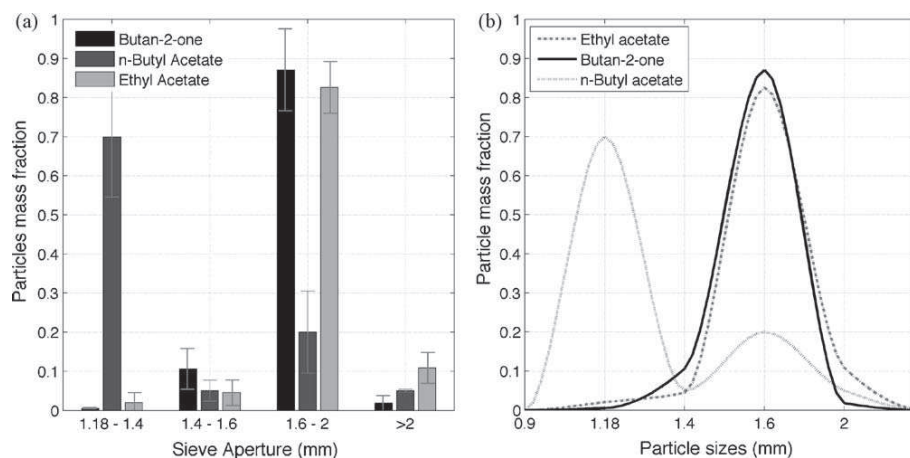 (a)
Butan-2-one
n-Butyl Acetate
Ethyl Acetate
Particles mass fraction
1
0.9
0.8
0.7
0.6
0.5
0.4
0.3
0.2
0.1
0
1.18 - 1.4
1.4 - 1.6
1.6 - 2
>2
Sieve Aperture (mm)
(b)
Ethyl acetate
Butan-2-one
n-Butyl acetate
Particle mass fraction
1
0.9
0.8
0.7
0.6
0.5
0.4
0.3
0.2
0.1
0
0.9
1.18
1.4
1.6
2
Particle sizes (mm)